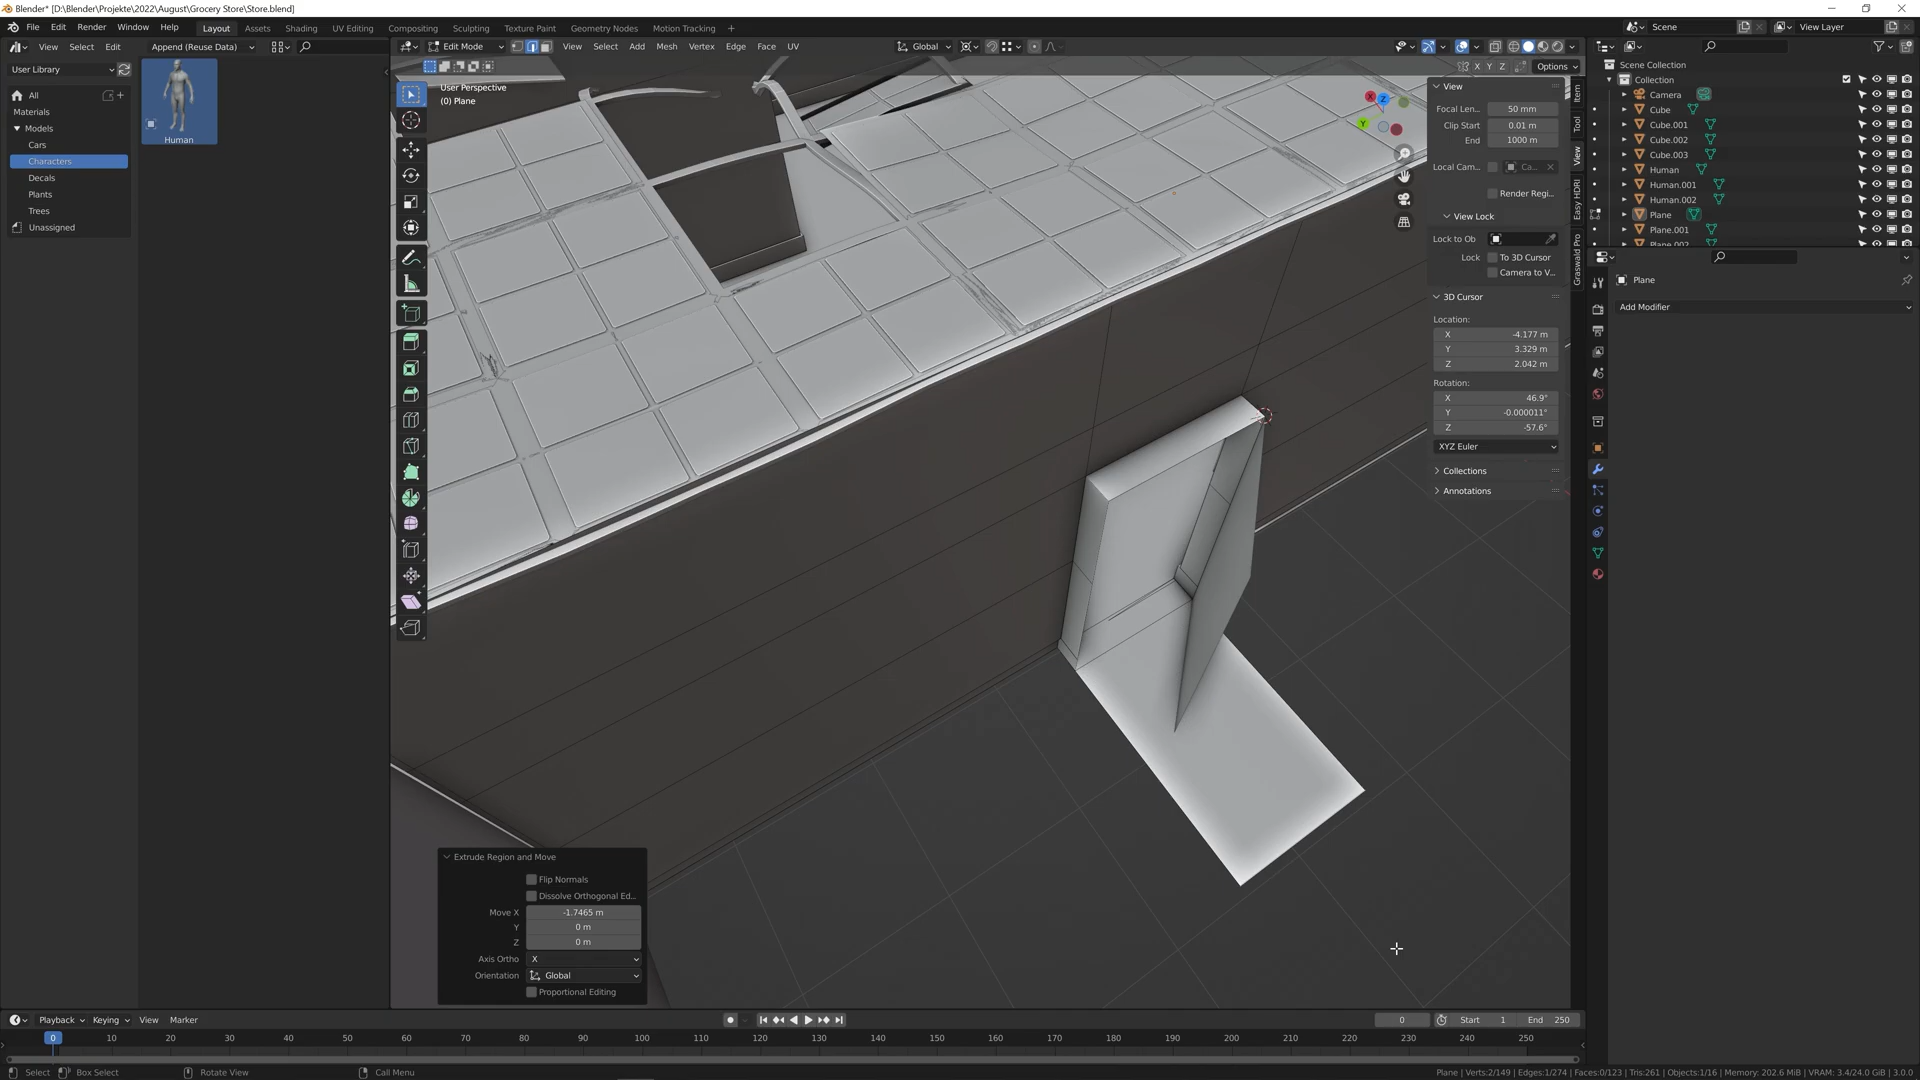 Blender* [D:\Blender\Projekte\2022\August\Grocery Store\Store.blend]
File Edit Render Window Help Layout Assets Shading UV Editing Compositing Sculpting Texture Paint Geometry Nodes Motion Tracking + Scene View Layer
View Select Edit Append (Reuse Data)
Edit Mode View Select Add Mesh Vertex Edge Face UV Global
User Library
X Y Z Options
All
Materials
Models
Cars
Characters
Decals
Plants
Trees
Unassigned
Human
User Perspective
(0) Plane
View
Focal Len... 50 mm
Clip Start 0.01 m
End 1000 m
Local Cam... Ca...
Render Regi...
View Lock
Lock to Ob
Lock To 3D Cursor
Camera to V...
3D Cursor
Location:
X -4.177 m
Y 3.329 m
Z 2.042 m
Rotation:
X 46.9°
Y -0.000011°
Z -57.6°
XYZ Euler
Collections
Annotations
Item
Tool
View
Easy HDRI
Graswald Pro
Scene Collection
Collection
Camera
Cube
Cube.001
Cube.002
Cube.003
Human
Human.001
Human.002
Plane
Plane.001
Plane.002
Plane
Add Modifier
Extrude Region and Move
Flip Normals
Dissolve Orthogonal Ed...
Move X -1.7465 m
Y 0 m
Z 0 m
Axis Ortho X
Orientation Global
Proportional Editing
Playback Keying View Marker 0 Start 1 End 250
0 10 20 30 40 50 60 70 80 90 100 110 120 130 140 150 160 170 180 190 200 210 220 230 240 250
Select Box Select Rotate View Call Menu
Plane | Verts:2/149 | Edges:1/274 | Faces:0/123 | Tris:261 | Objects:1/16 | Memory: 202.6 MiB | VRAM: 3.4/24.0 GiB | 3.0.0